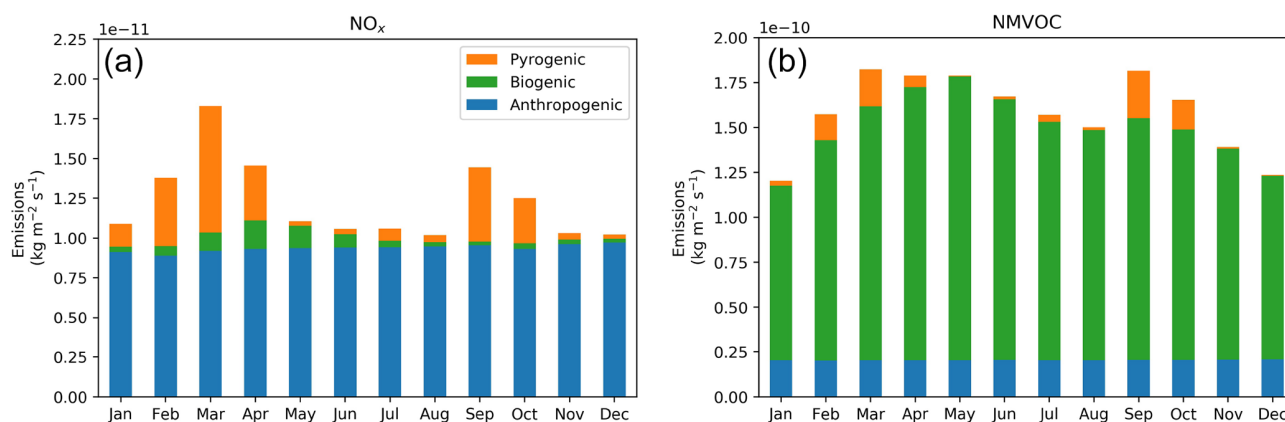 1e-11
NOₓ
(a)
2.25
2.00
1.75
1.50
1.25
1.00
0.75
0.50
0.25
0.00
Emissions
(kg m⁻² s⁻¹)
Pyrogenic
Biogenic
Anthropogenic
Jan Feb Mar Apr May Jun Jul Aug Sep Oct Nov Dec
1e-10
NMVOC
(b)
2.00
1.75
1.50
1.25
1.00
0.75
0.50
0.25
0.00
Emissions
(kg m⁻² s⁻¹)
Jan Feb Mar Apr May Jun Jul Aug Sep Oct Nov Dec